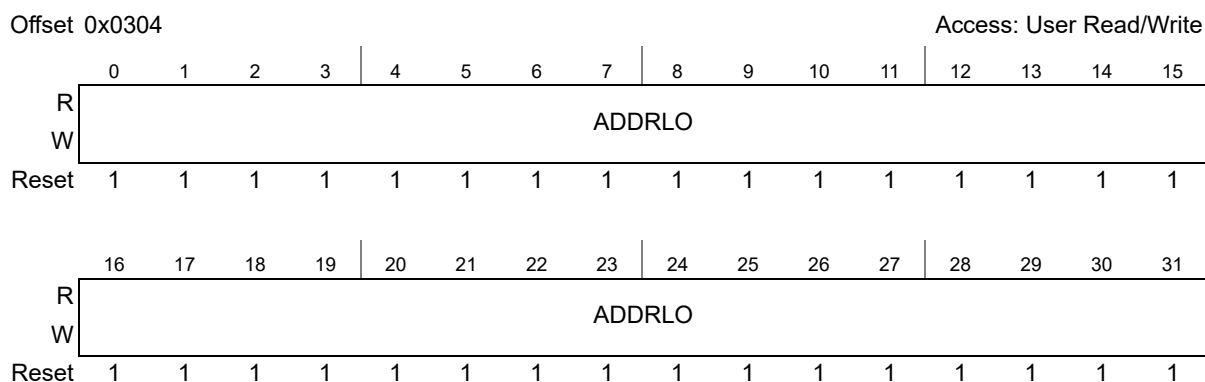 Offset 0x0304 Access: User Read/Write
0 1 2 3 4 5 6 7 8 9 10 11 12 13 14 15
R
ADDRLO
W
Reset 1 1 1 1 1 1 1 1 1 1 1 1 1 1 1 1
16 17 18 19 20 21 22 23 24 25 26 27 28 29 30 31
R
ADDRLO
W
Reset 1 1 1 1 1 1 1 1 1 1 1 1 1 1 1 1